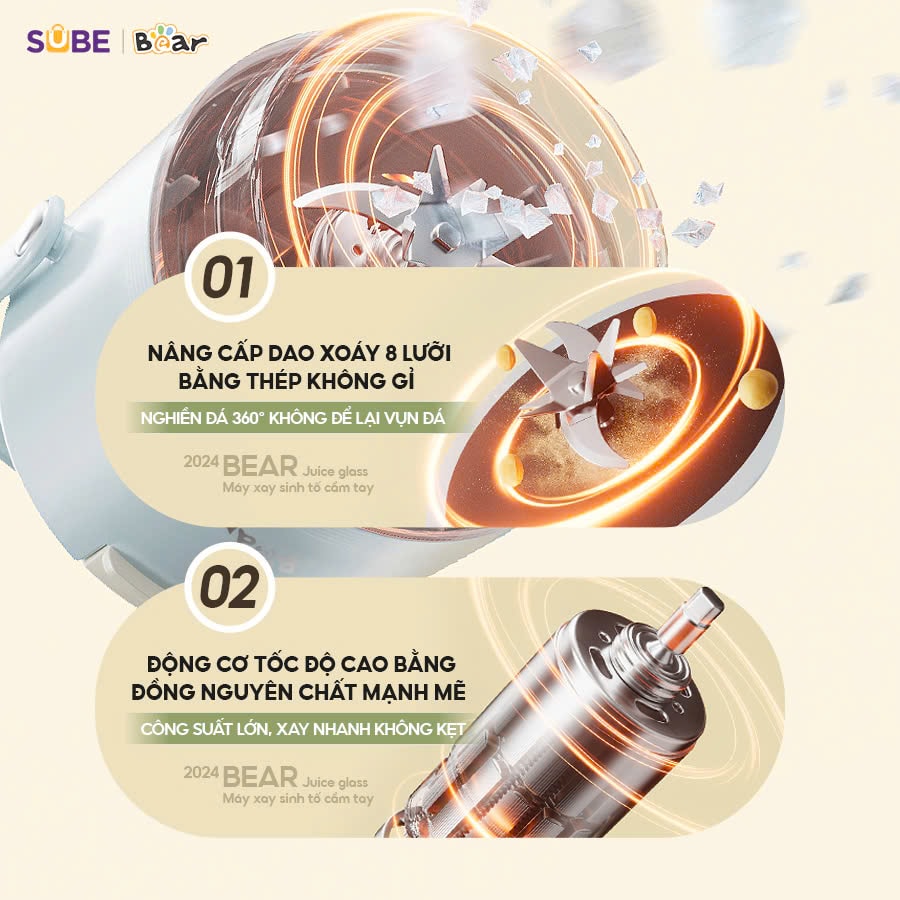 SUBE | Bear
01
NÂNG CẤP DAO XOÁY 8 LƯỠI
BẰNG THÉP KHÔNG GỈ
NGHIỀN ĐÁ 360° KHÔNG ĐỂ LẠI VỤN ĐÁ
2024 BEAR Juice glass
Máy xay sinh tố cầm tay
02
ĐỘNG CƠ TỐC ĐỘ CAO BẰNG
ĐỒNG NGUYÊN CHẤT MẠNH MẼ
CÔNG SUẤT LỚN, XAY NHANH KHÔNG KẸT
2024 BEAR Juice glass
Máy xay sinh tố cầm tay